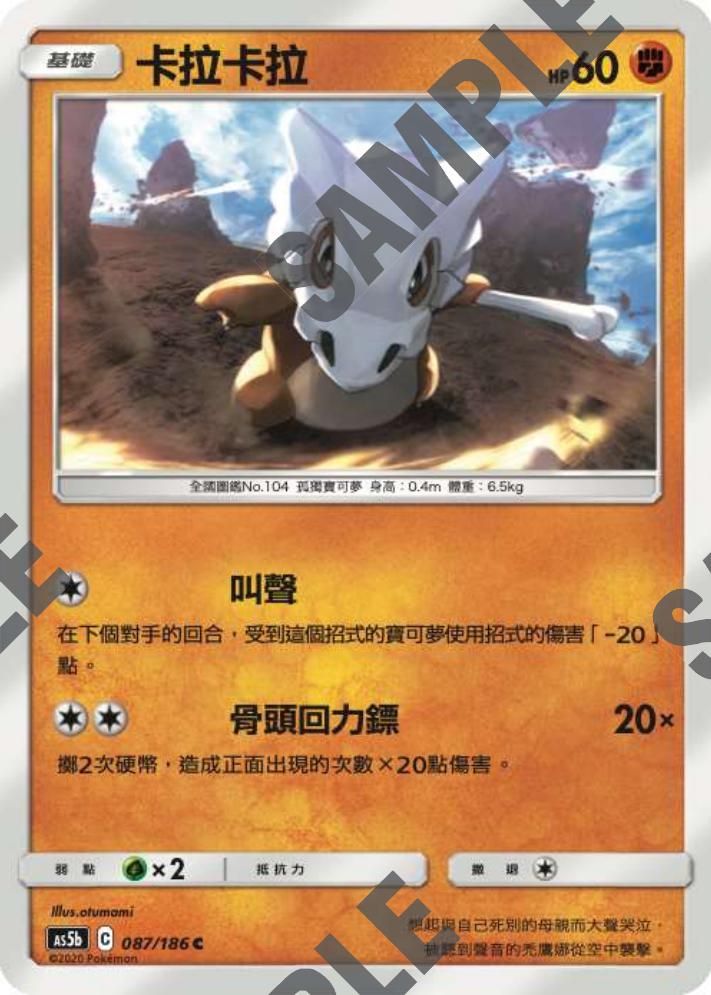 基礎 卡拉卡拉 HP60
SAMPLE
全國圖鑑No.104 孤獨寶可夢 身高：0.4m 體重：6.5kg
叫聲
在下個對手的回合，受到這個招式的寶可夢使用招式的傷害「-20」
點。
骨頭回力鏢 20×
擲2次硬幣，造成正面出現的次數×20點傷害。
弱點 ×2 抵抗力 撤退
Illus.otumami
AS5b C 087/186 C
©2020 Pokémon
想起與自己死別的母親而大聲哭泣，
被聽到聲音的禿鷹娜從空中襲擊。